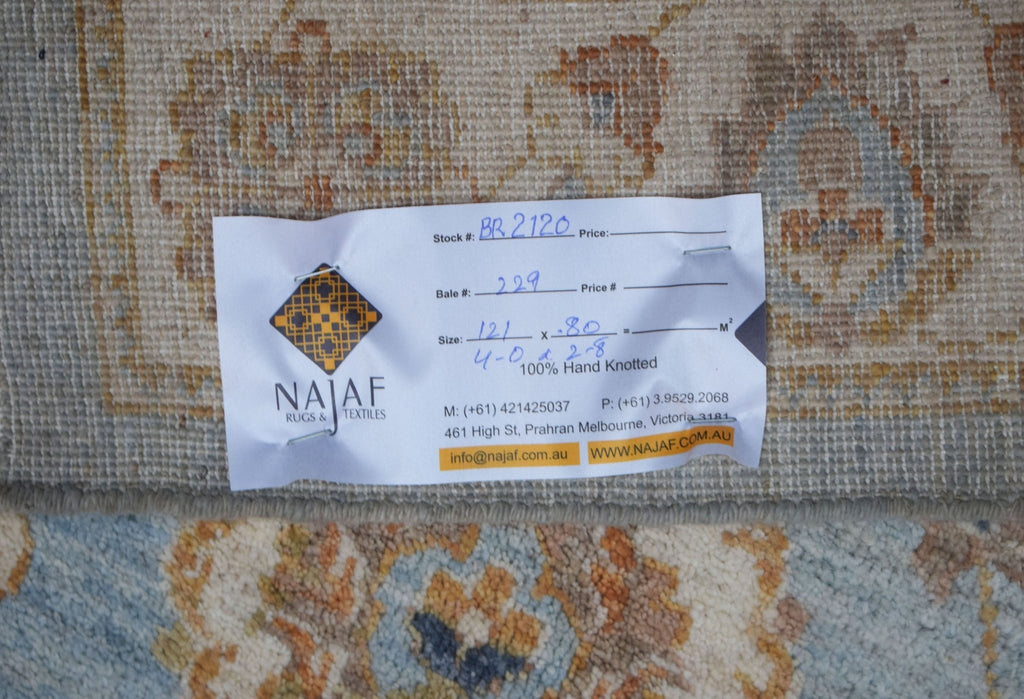 Stock #: BR 2120 Price:
Bale #: 229 Price #
Size: 121 x .80 = M²
4-0 x 2-8
100% Hand Knotted
NAJAF
RUGS & TEXTILES
M: (+61) 421425037 P: (+61) 3.9529.2068
461 High St, Prahran Melbourne, Victoria 3181
info@najaf.com.au WWW.NAJAF.COM.AU